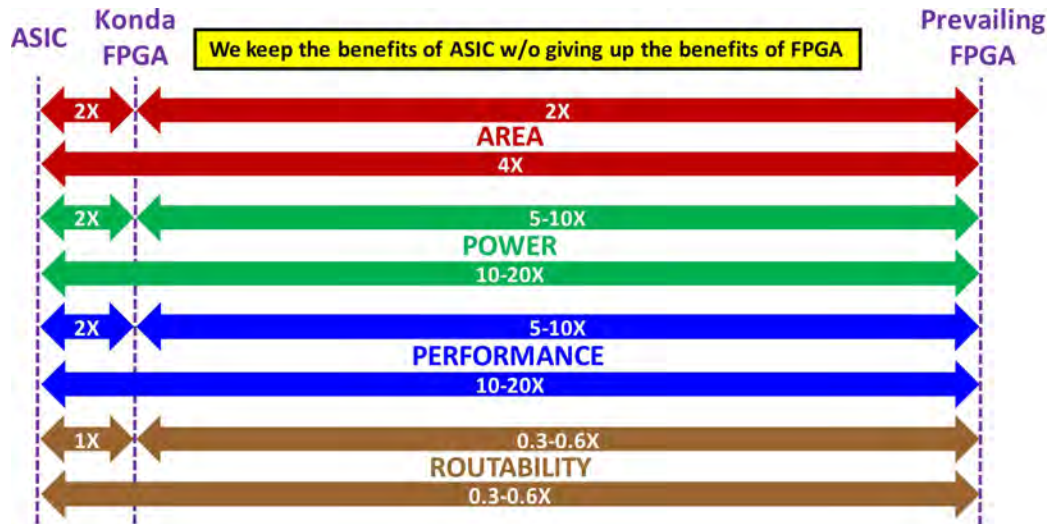 ASIC
Konda
FPGA
We keep the benefits of ASIC w/o giving up the benefits of FPGA
Prevailing
FPGA
2X
2X
AREA
4X
2X
5-10X
POWER
10-20X
2X
5-10X
PERFORMANCE
10-20X
1X
0.3-0.6X
ROUTABILITY
0.3-0.6X